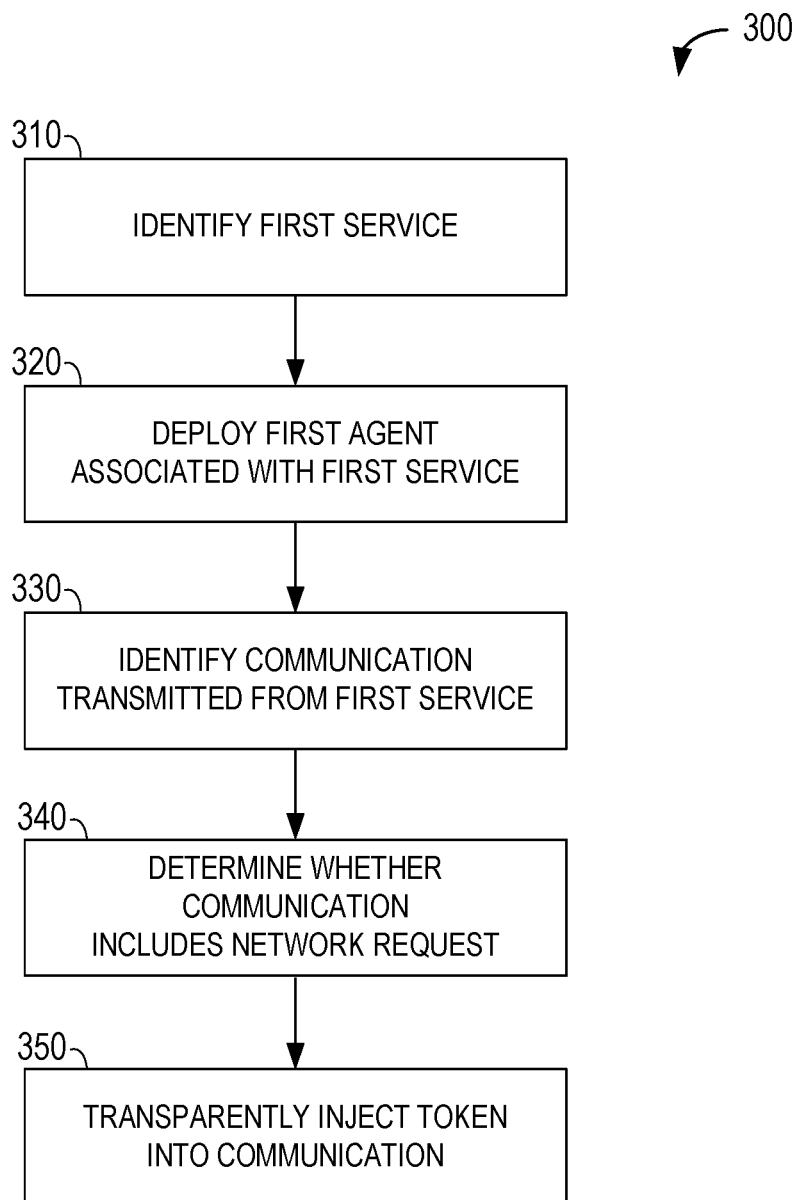 300
310
IDENTIFY FIRST SERVICE
320
DEPLOY FIRST AGENT
ASSOCIATED WITH FIRST SERVICE
330
IDENTIFY COMMUNICATION
TRANSMITTED FROM FIRST SERVICE
340
DETERMINE WHETHER
COMMUNICATION
INCLUDES NETWORK REQUEST
350
TRANSPARENTLY INJECT TOKEN
INTO COMMUNICATION